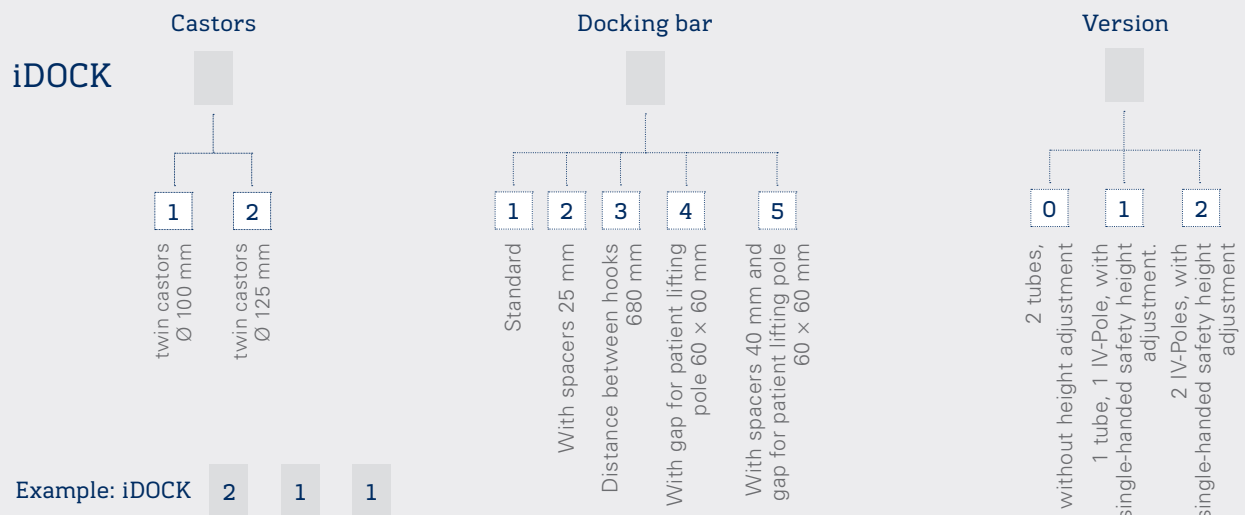 Castors
Docking bar
Version
iDOCK
1
2
1
2
3
4
5
0
1
2
twin castors
Ø 100 mm
twin castors
Ø 125 mm
Standard
With spacers 25 mm
Distance between hooks
680 mm
With gap for patient lifting
pole 60 × 60 mm
With spacers 40 mm and
gap for patient lifting pole
60 × 60 mm
2 tubes,
without height adjustment
1 tube, 1 IV-Pole, with
single-handed safety height
adjustment.
2 IV-Poles, with
single-handed safety height
adjustment
Example: iDOCK 2 1 1